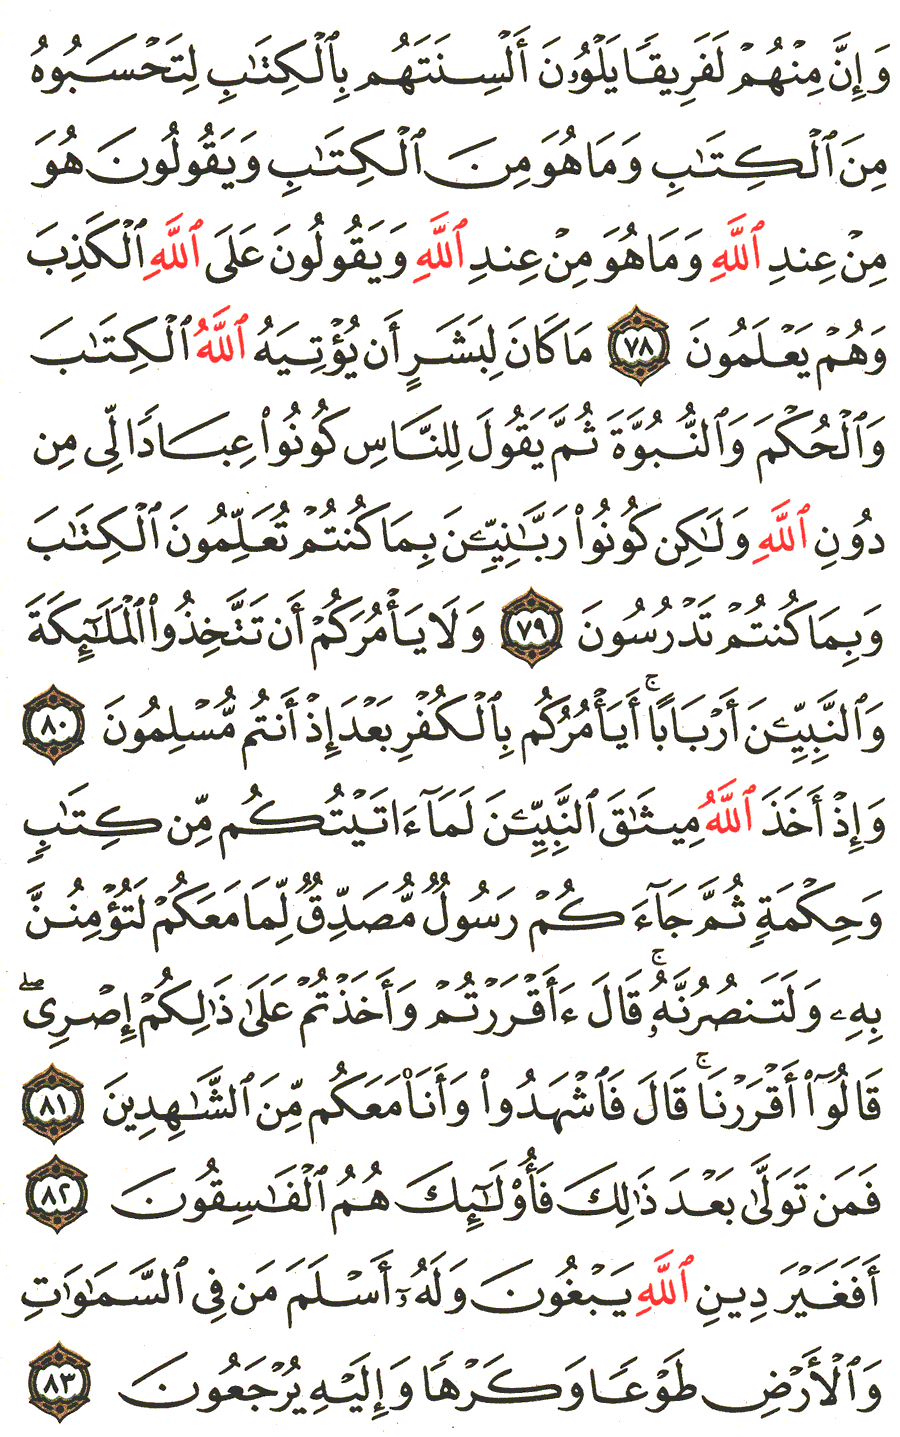 وَإِنَّ مِنْهُمْ لَفَرِيقًا يَلْوُۥنَ أَلْسِنَتَهُم بِٱلْكِتَٰبِ لِتَحْسَبُوهُ
مِنَ ٱلْكِتَٰبِ وَمَا هُوَ مِنَ ٱلْكِتَٰبِ وَيَقُولُونَ هُوَ
مِنْ عِندِ ٱللَّهِ وَمَا هُوَ مِنْ عِندِ ٱللَّهِ وَيَقُولُونَ عَلَى ٱللَّهِ ٱلْكَذِبَ
وَهُمْ يَعْلَمُونَ ٧٨ مَا كَانَ لِبَشَرٍ أَن يُؤْتِيَهُ ٱللَّهُ ٱلْكِتَٰبَ
وَٱلْحُكْمَ وَٱلنُّبُوَّةَ ثُمَّ يَقُولَ لِلنَّاسِ كُونُوا۟ عِبَادًا لِّى مِن
دُونِ ٱللَّهِ وَلَٰكِن كُونُوا۟ رَبَّٰنِيِّۦنَ بِمَا كُنتُمْ تُعَلِّمُونَ ٱلْكِتَٰبَ
وَبِمَا كُنتُمْ تَدْرُسُونَ ٧٩ وَلَا يَأْمُرَكُمْ أَن تَتَّخِذُوا۟ ٱلْمَلَٰٓئِكَةَ
وَٱلنَّبِيِّۦنَ أَرْبَابًا ۚ أَيَأْمُرُكُم بِٱلْكُفْرِ بَعْدَ إِذْ أَنتُم مُّسْلِمُونَ ٨٠
وَإِذْ أَخَذَ ٱللَّهُ مِيثَٰقَ ٱلنَّبِيِّۦنَ لَمَآ ءَاتَيْتُكُم مِّن كِتَٰبٍ
وَحِكْمَةٍ ثُمَّ جَآءَكُمْ رَسُولٌ مُّصَدِّقٌ لِّمَا مَعَكُمْ لَتُؤْمِنُنَّ
بِهِۦ وَلَتَنصُرُنَّهُۥ ۚ قَالَ ءَأَقْرَرْتُمْ وَأَخَذْتُمْ عَلَىٰ ذَٰلِكُمْ إِصْرِى ۖ
قَالُوٓا۟ أَقْرَرْنَا ۚ قَالَ فَٱشْهَدُوا۟ وَأَنَا۠ مَعَكُم مِّنَ ٱلشَّٰهِدِينَ ٨١
فَمَن تَوَلَّىٰ بَعْدَ ذَٰلِكَ فَأُو۟لَٰٓئِكَ هُمُ ٱلْفَٰسِقُونَ ٨٢
أَفَغَيْرَ دِينِ ٱللَّهِ يَبْغُونَ وَلَهُۥٓ أَسْلَمَ مَن فِى ٱلسَّمَٰوَٰتِ
وَٱلْأَرْضِ طَوْعًا وَكَرْهًا وَإِلَيْهِ يُرْجَعُونَ ٨٣